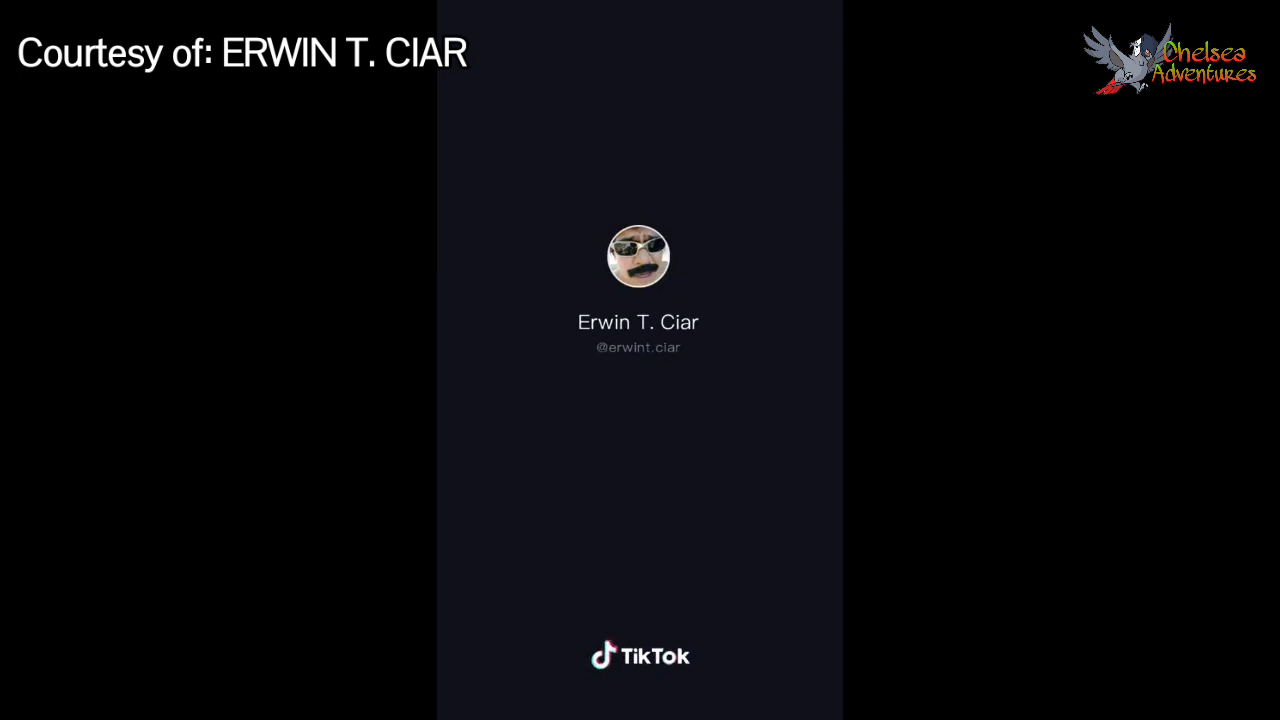 Courtesy of: ERWIN T. CIAR
Chelsea
Adventures
Erwin T. Ciar
@erwint.ciar
TikTok